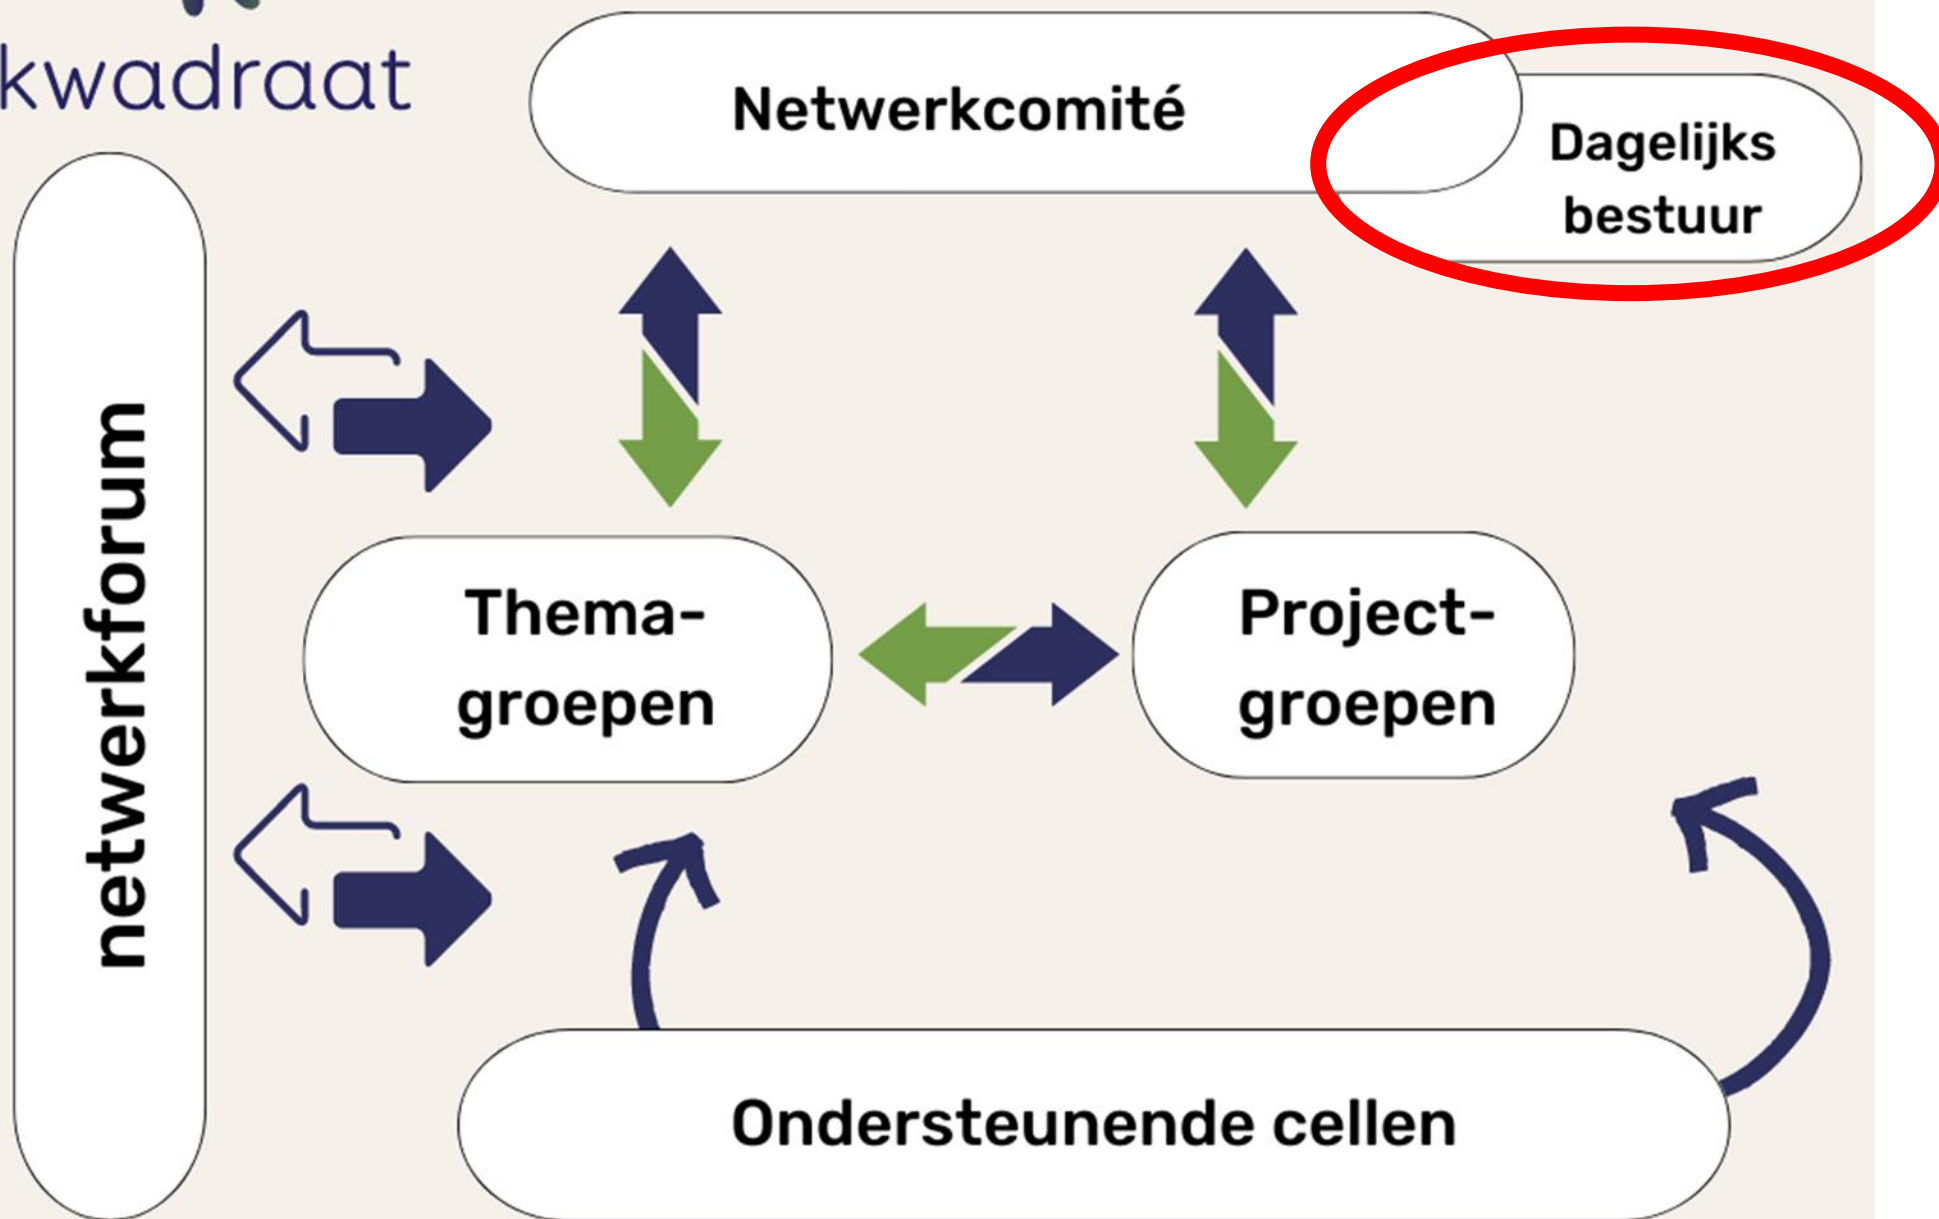 kwadraat
Netwerkcomité
Dagelijks
bestuur
netwerkforum
Thema-
groepen
Project-
groepen
Ondersteunende cellen